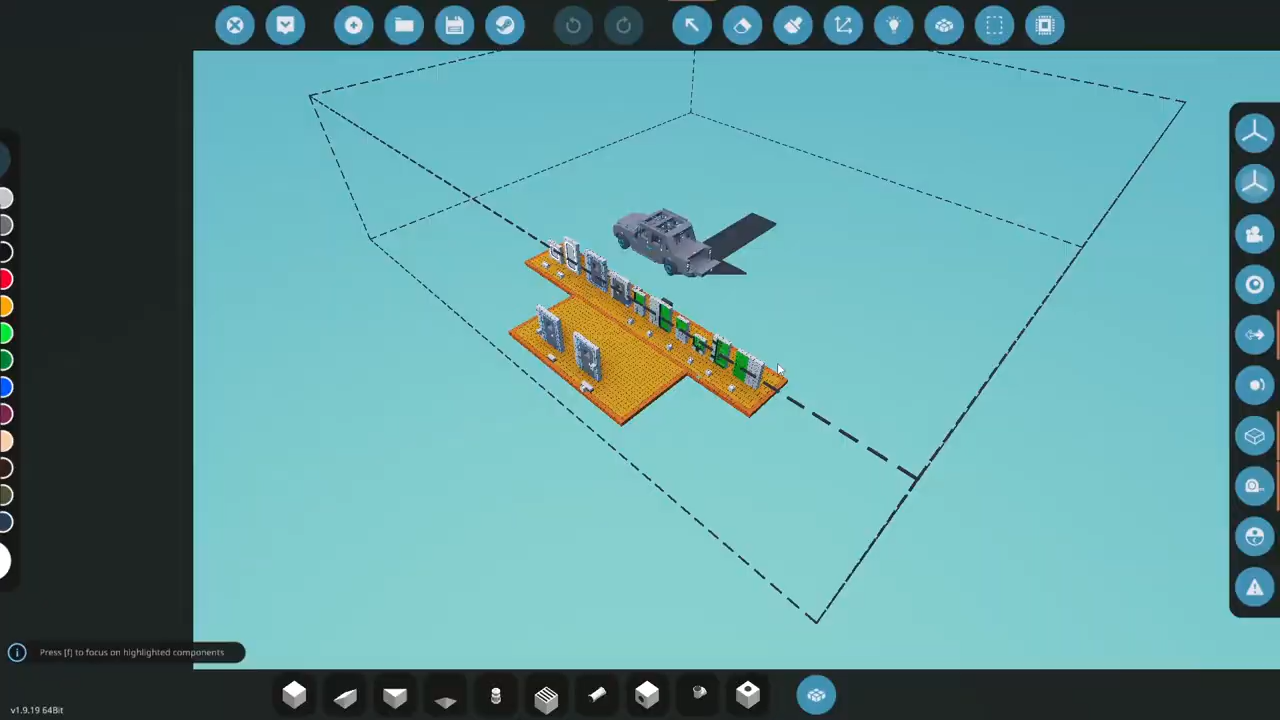 Press [f] to focus on highlighted components
v1.9.19 64Bit